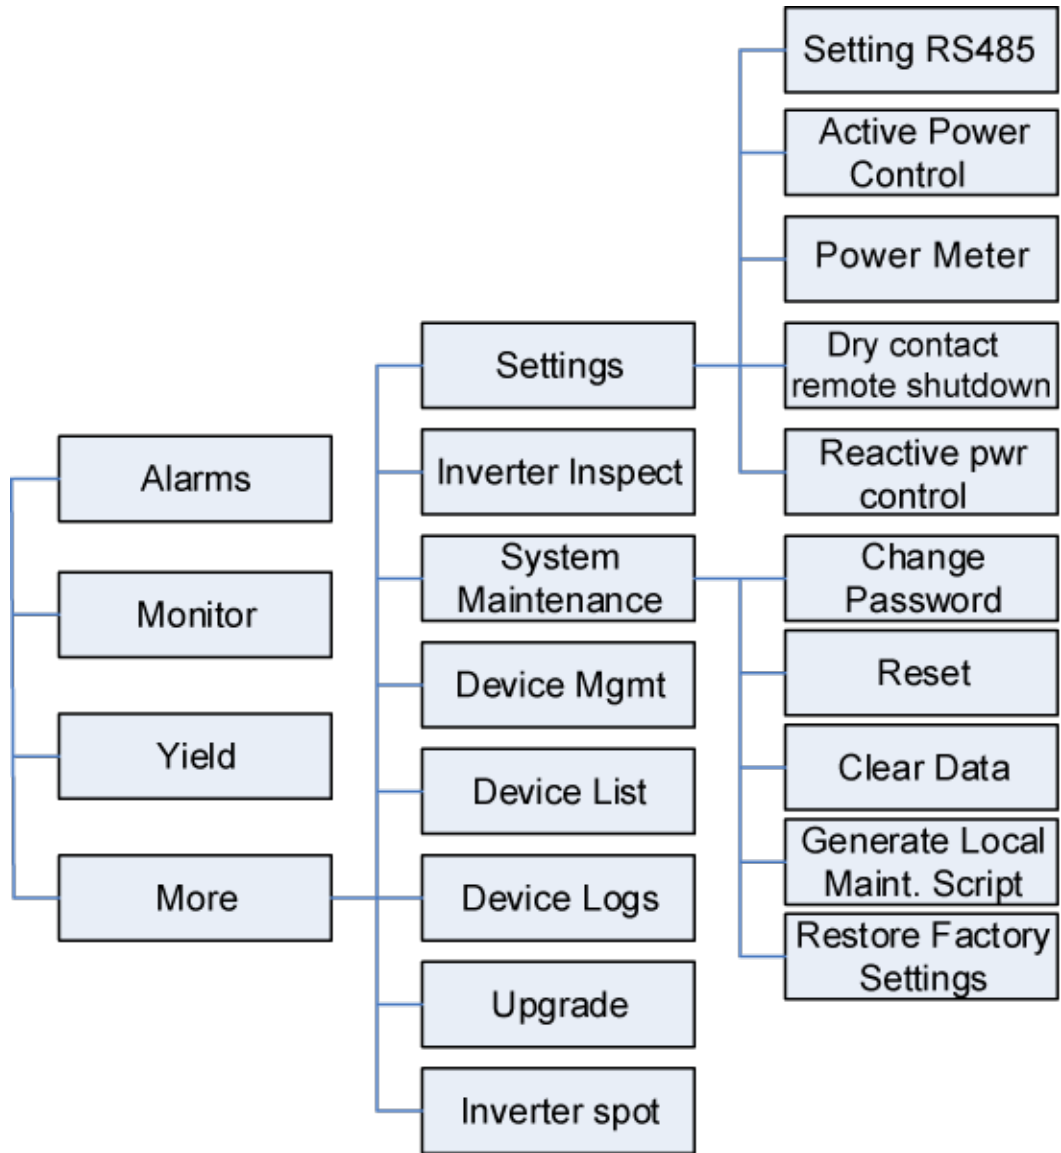 Alarms
Monitor
Yield
More
Settings
Inverter Inspect
System
Maintenance
Device Mgmt
Device List
Device Logs
Upgrade
Inverter spot
Setting RS485
Active Power
Control
Power Meter
Dry contact
remote shutdown
Reactive pwr
control
Change
Password
Reset
Clear Data
Generate Local
Maint. Script
Restore Factory
Settings